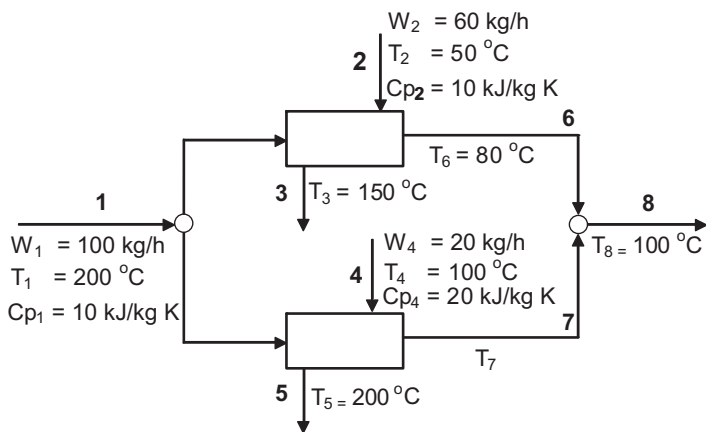 W₂ = 60 kg/h
2 T₂ = 50 °C
Cp₂ = 10 kJ/kg K
6
T₆ = 80 °C
3 T₃ = 150 °C
1
8
W₁ = 100 kg/h
T₁ = 200 °C
Cp₁ = 10 kJ/kg K
T₈ = 100 °C
W₄ = 20 kg/h
4 T₄ = 100 °C
Cp₄ = 20 kJ/kg K
7
T₇
5 T₅ = 200 °C